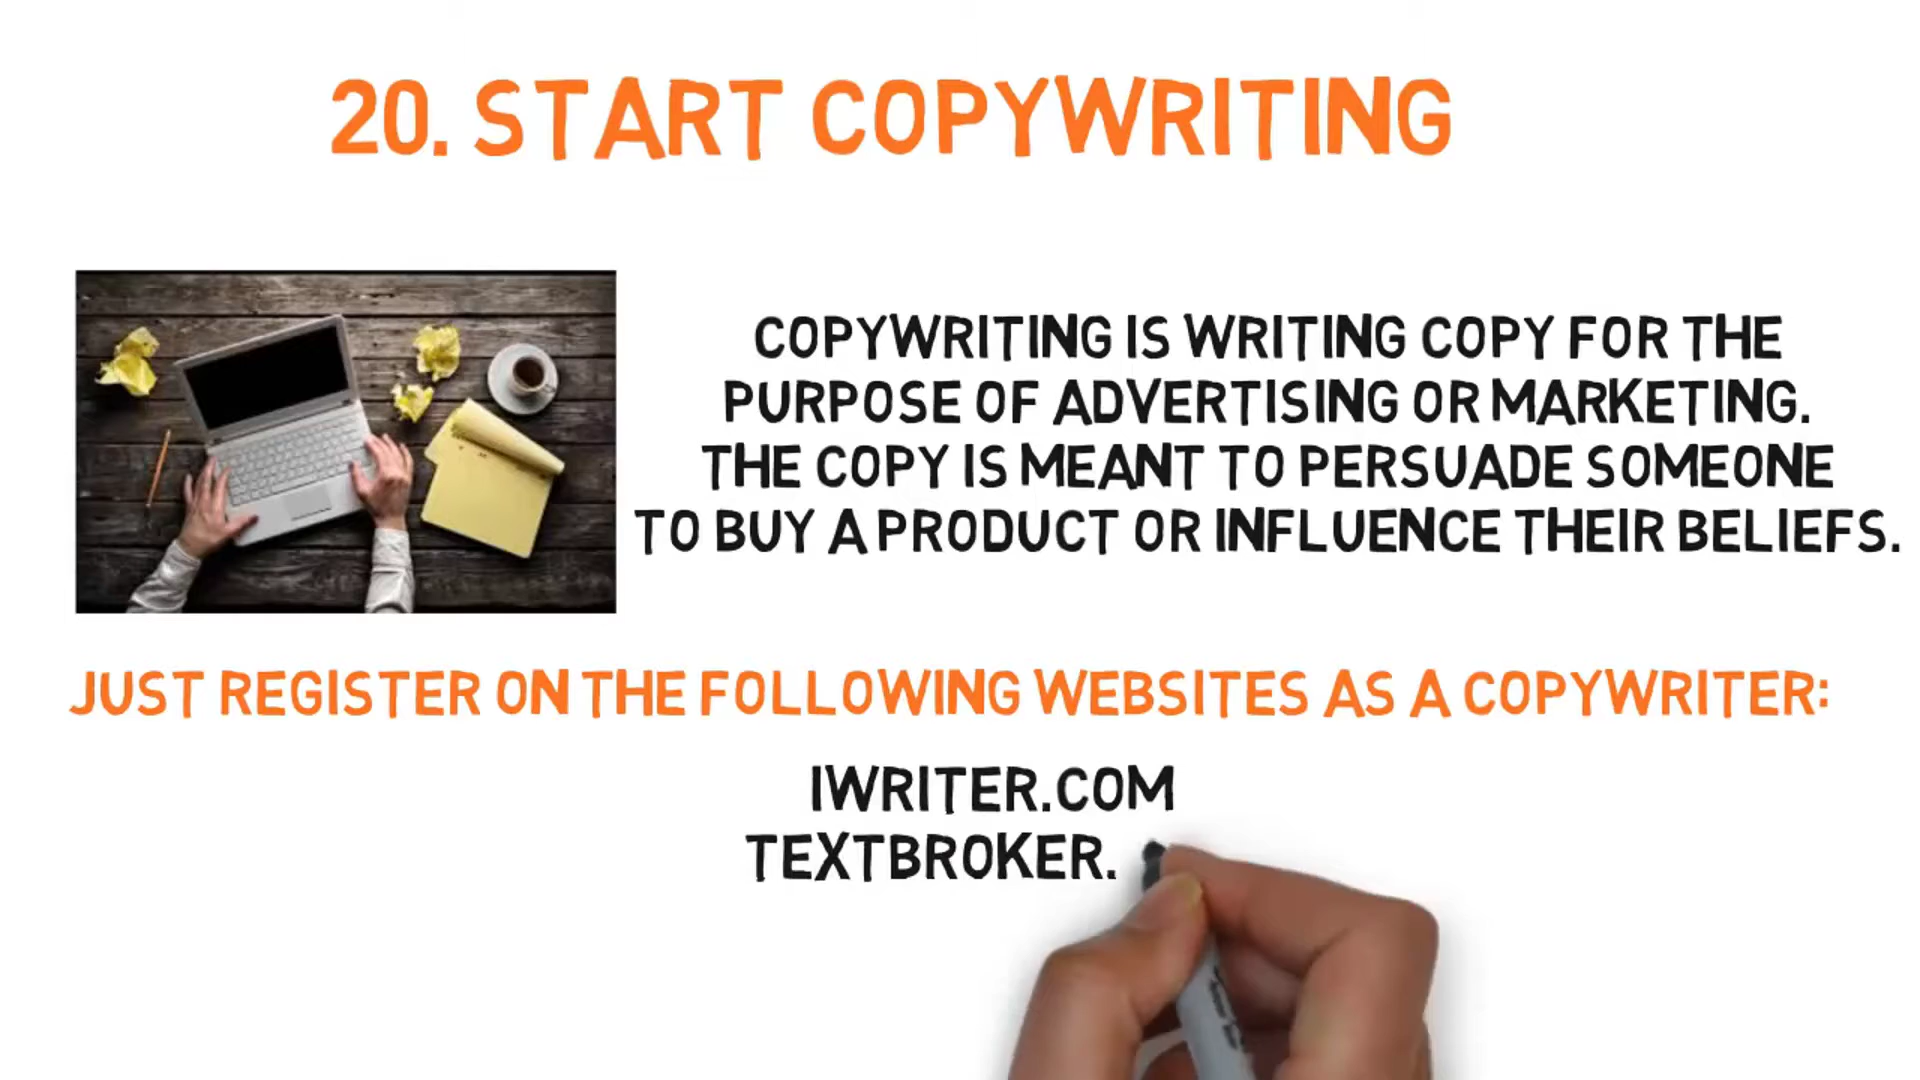 20. START COPYWRITING
COPYWRITING IS WRITING COPY FOR THE
PURPOSE OF ADVERTISING OR MARKETING.
THE COPY IS MEANT TO PERSUADE SOMEONE
TO BUY A PRODUCT OR INFLUENCE THEIR BELIEFS.
JUST REGISTER ON THE FOLLOWING WEBSITES AS A COPYWRITER:
IWRITER.COM
TEXTBROKER.